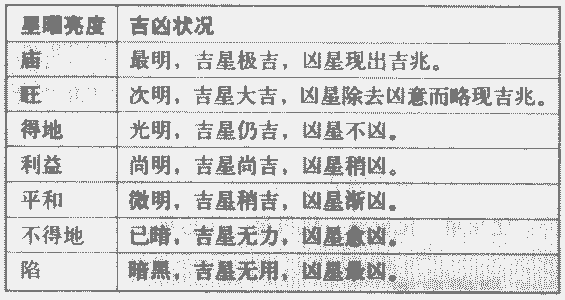 星曜亮度 吉凶状况
庙 最明，吉星极吉，凶星现出吉兆。
旺 次明，吉星大吉，凶星除去凶意而略现吉兆。
得地 光明，吉星仍吉，凶星不凶。
利益 尚明，吉星尚吉，凶星稍凶。
平和 微明，吉星稍吉，凶星渐凶。
不得地 已暗，吉星无力，凶星愈凶。
陷 暗黑，吉星无用，凶星最凶。